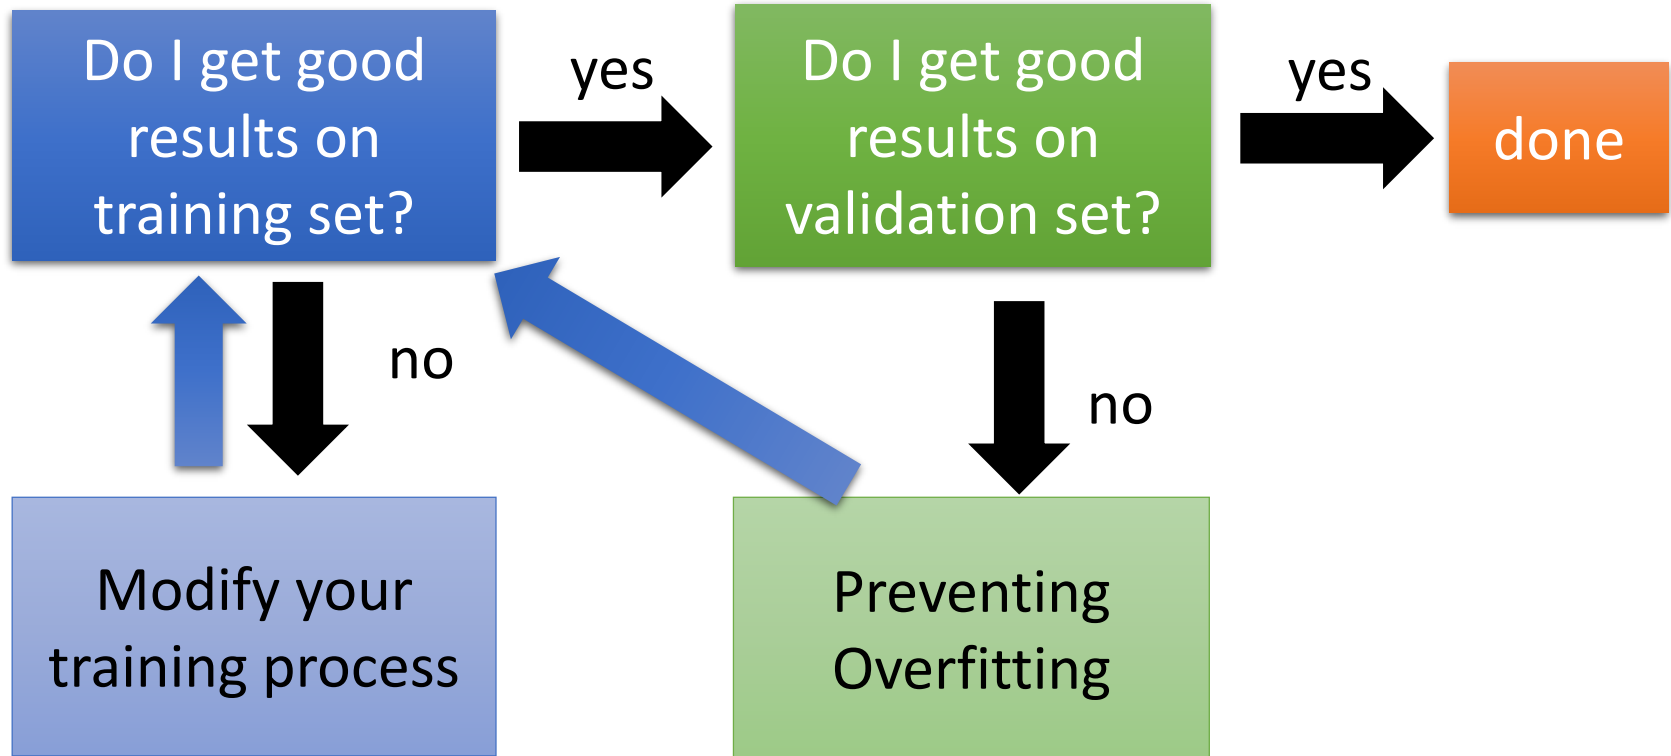 Do I get good
results on
training set?
yes
Do I get good
results on
validation set?
yes
done
no
no
Modify your
training process
Preventing
Overfitting